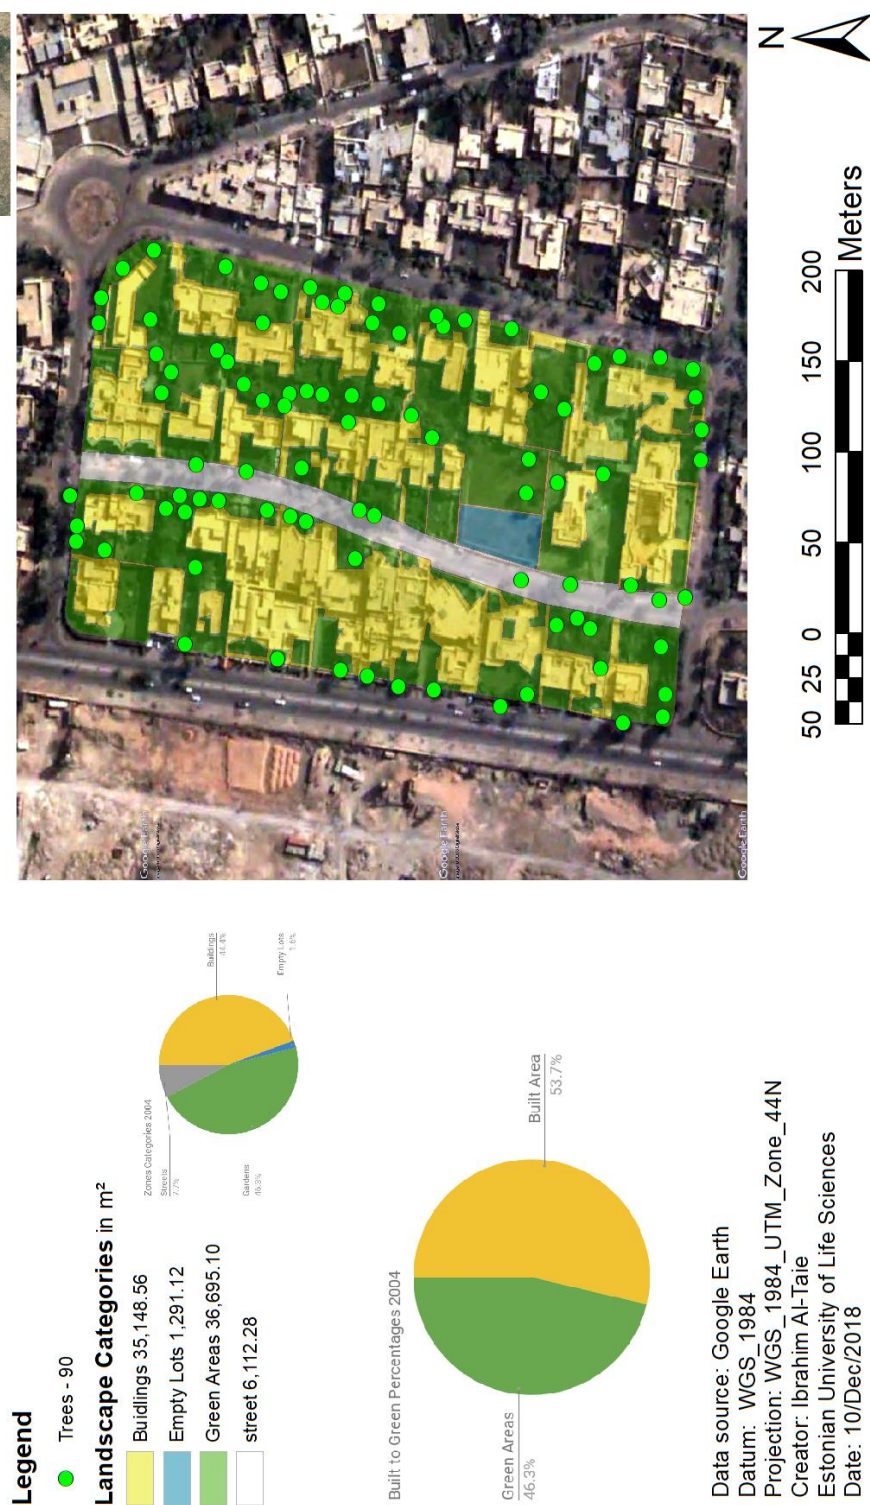 Legend
Trees - 90
Landscape Categories in m²
Buidlings 35,148.56
Empty Lots 1,291.12
Green Areas 36,695.10
street 6,112.28
Zones Categories 2004
Streets
7.7%
Buildings
44.4%
Empty Lots
1.6%
Gardens
46.3%
Built to Green Percentages 2004
Green Areas
46.3%
Built Area
53.7%
Data source: Google Earth
Datum: WGS_1984
Projection: WGS_1984_UTM_Zone_44N
Creator: Ibrahim Al-Taie
Estonian University of Life Sciences
Date: 10/Dec/2018
Google Earth
Google Earth
Google Earth
50 25 0 50 100 150 200
Meters
N